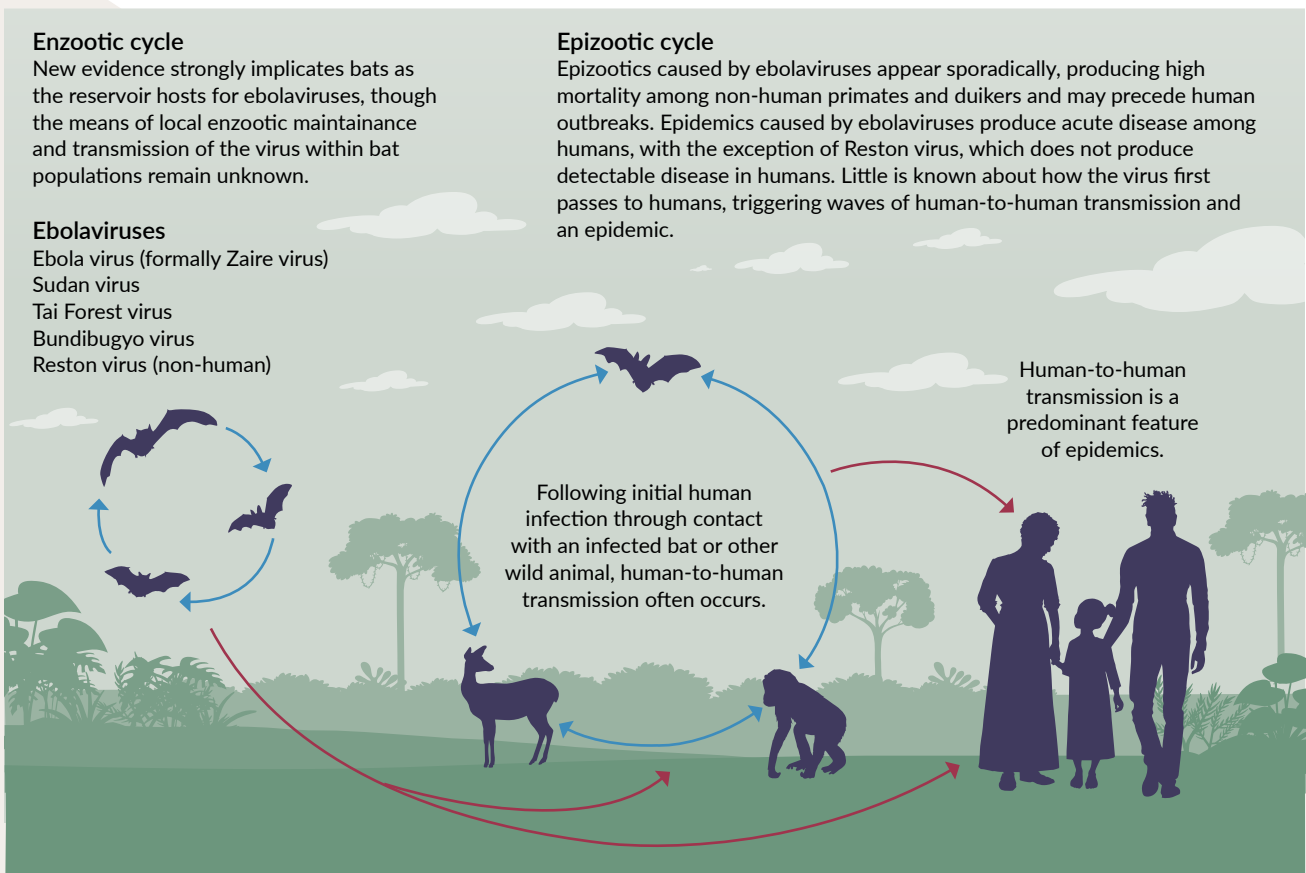 Enzootic cycle
New evidence strongly implicates bats as
the reservoir hosts for ebolaviruses, though
the means of local enzootic maintainance
and transmission of the virus within bat
populations remain unknown.
Ebolaviruses
Ebola virus (formally Zaire virus)
Sudan virus
Tai Forest virus
Bundibugyo virus
Reston virus (non-human)
Epizootic cycle
Epizootics caused by ebolaviruses appear sporadically, producing high
mortality among non-human primates and duikers and may precede human
outbreaks. Epidemics caused by ebolaviruses produce acute disease among
humans, with the exception of Reston virus, which does not produce
detectable disease in humans. Little is known about how the virus first
passes to humans, triggering waves of human-to-human transmission and
an epidemic.
Following initial human
infection through contact
with an infected bat or other
wild animal, human-to-human
transmission often occurs.
Human-to-human
transmission is a
predominant feature
of epidemics.